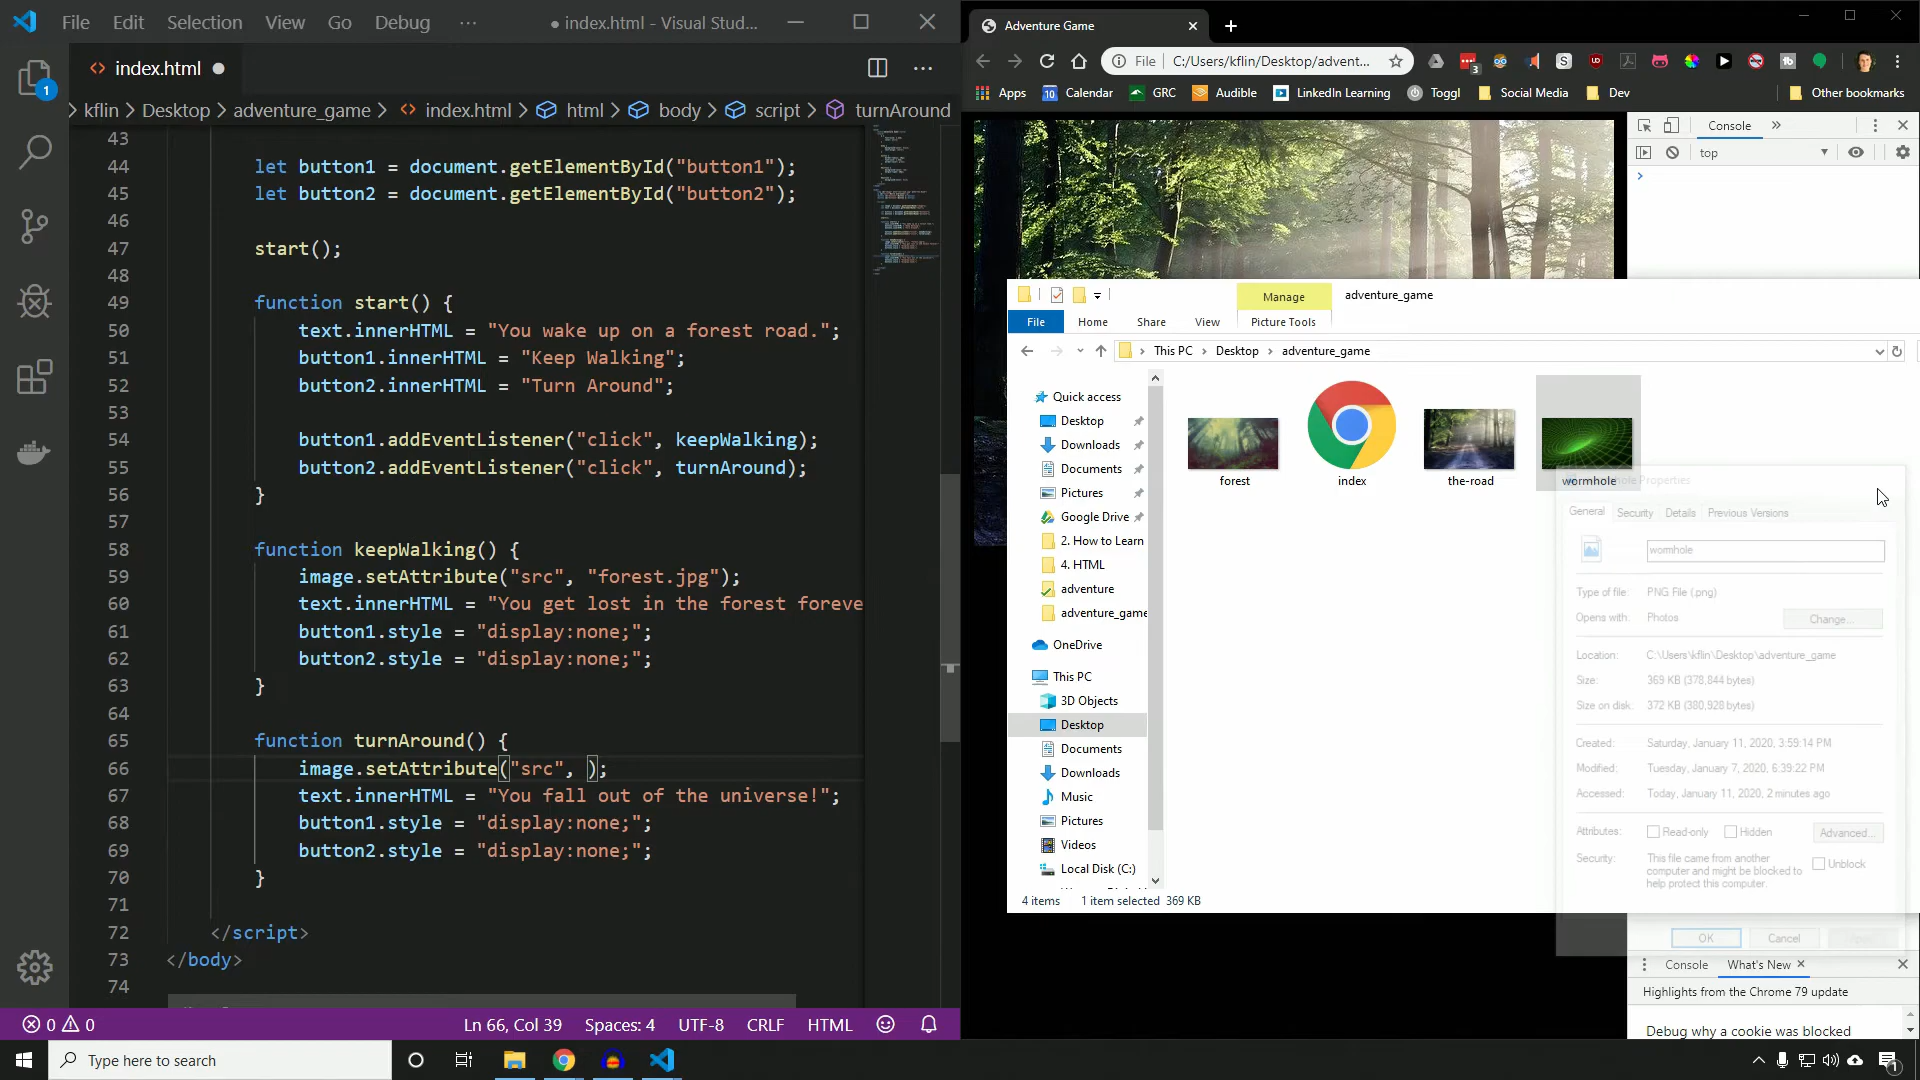 File Edit Selection View Go Debug ··· ● index.html - Visual Stud...
index.html ●
kflin > Desktop > adventure_game > index.html > html > body > script > turnAround
43
44 let button1 = document.getElementById("button1");
45 let button2 = document.getElementById("button2");
46
47 start();
48
49 function start() {
50 text.innerHTML = "You wake up on a forest road.";
51 button1.innerHTML = "Keep Walking";
52 button2.innerHTML = "Turn Around";
53
54 button1.addEventListener("click", keepWalking);
55 button2.addEventListener("click", turnAround);
56 }
57
58 function keepWalking() {
59 image.setAttribute("src", "forest.jpg");
60 text.innerHTML = "You get lost in the forest foreve
61 button1.style = "display:none;";
62 button2.style = "display:none;";
63 }
64
65 function turnAround() {
66 image.setAttribute("src", );
67 text.innerHTML = "You fall out of the universe!";
68 button1.style = "display:none;";
69 button2.style = "display:none;";
70 }
71
72 </script>
73 </body>
74
0 0 Ln 66, Col 39 Spaces: 4 UTF-8 CRLF HTML
Type here to search
Adventure Game
File | C:/Users/kflin/Desktop/advent...
Apps Calendar GRC Audible LinkedIn Learning Toggl Social Media Dev Other bookmarks
Console
top
Manage adventure_game
File Home Share View Picture Tools
This PC > Desktop > adventure_game
Quick access
Desktop
Downloads
Documents
Pictures
Google Drive
2. How to Learn
4. HTML
adventure
adventure_game
OneDrive
This PC
3D Objects
Desktop
Documents
Downloads
Music
Pictures
Videos
Local Disk (C:)
forest index the-road wormhole
4 items 1 item selected 369 KB
Properties
General Security Details Previous Versions
wormhole
Type of file: PNG File (.png)
Opens with: Photos Change...
Location: C:\Users\kflin\Desktop\adventure_game
Size: 369 KB (378,844 bytes)
Size on disk: 372 KB (380,928 bytes)
Created: Saturday, January 11, 2020, 3:59:14 PM
Modified: Tuesday, January 7, 2020, 6:39:22 PM
Accessed: Today, January 11, 2020, 2 minutes ago
Attributes: Read-only Hidden Advanced...
Security: This file came from another
computer and might be blocked to
help protect this computer.
Unblock
OK Cancel
Console What's New
Highlights from the Chrome 79 update
Debug why a cookie was blocked